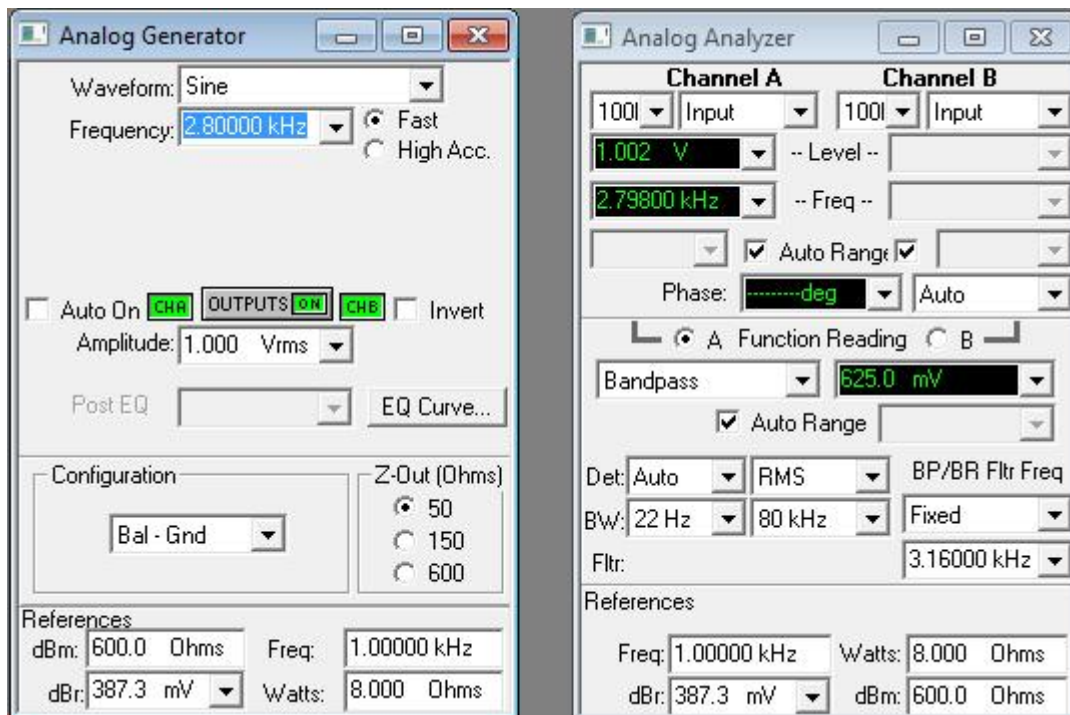 Analog Generator
Waveform: Sine
Frequency: 2.80000 kHz Fast
High Acc.
Auto On CHA OUTPUTS ON CHB Invert
Amplitude: 1.000 Vrms
Post EQ EQ Curve...
Configuration Z-Out (Ohms)
Bal - Gnd
50
150
600
References
dBm: 600.0 Ohms Freq: 1.00000 kHz
dBr: 387.3 mV Watts: 8.000 Ohms
Analog Analyzer
Channel A Channel B
100 Input 100 Input
1.002 V -- Level --
2.79800 kHz -- Freq --
Auto Range
Phase: --------deg Auto
A Function Reading B
Bandpass 625.0 mV
Auto Range
Det: Auto RMS BP/BR Fltr Freq
BW: 22 Hz 80 kHz Fixed
Fltr: 3.16000 kHz
References
Freq: 1.00000 kHz Watts: 8.000 Ohms
dBr: 387.3 mV dBm: 600.0 Ohms